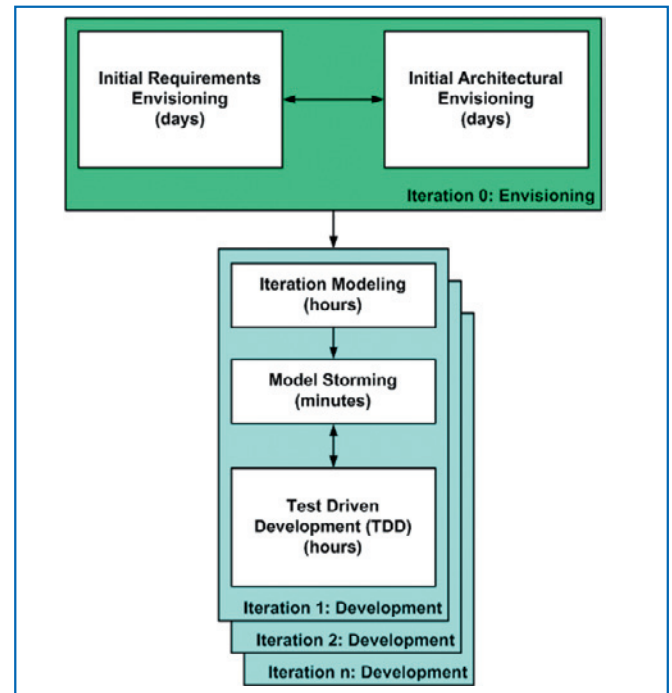 Initial Requirements
Envisioning
(days)
Initial Architectural
Envisioning
(days)
Iteration 0: Envisioning
Iteration Modeling
(hours)
Model Storming
(minutes)
Test Driven
Development (TDD)
(hours)
Iteration 1: Development
Iteration 2: Development
Iteration n: Development